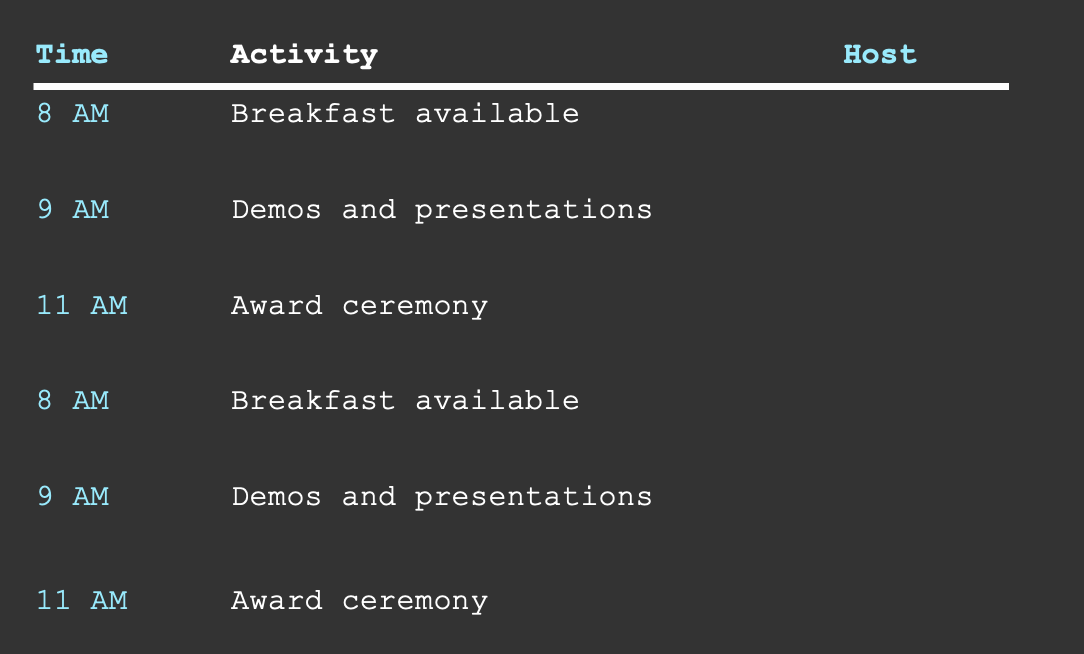 Time Activity Host
8 AM Breakfast available
9 AM Demos and presentations
11 AM Award ceremony
8 AM Breakfast available
9 AM Demos and presentations
11 AM Award ceremony